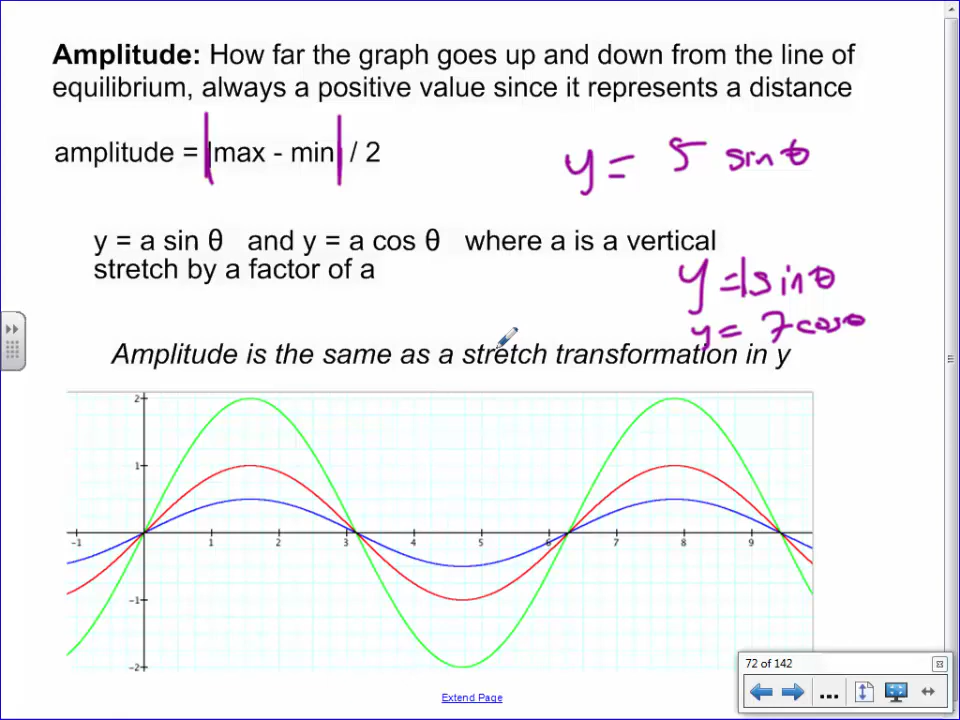 Amplitude: How far the graph goes up and down from the line of
equilibrium, always a positive value since it represents a distance
amplitude = |max - min| / 2
y = 5 sin θ
y = a sin θ and y = a cos θ where a is a vertical
stretch by a factor of a
y = 1 sin θ
y = 7 cos θ
Amplitude is the same as a stretch transformation in y
2
1
-1 1 2 3 4 5 6 7 8 9
-1
-2
72 of 142
...
Extend Page